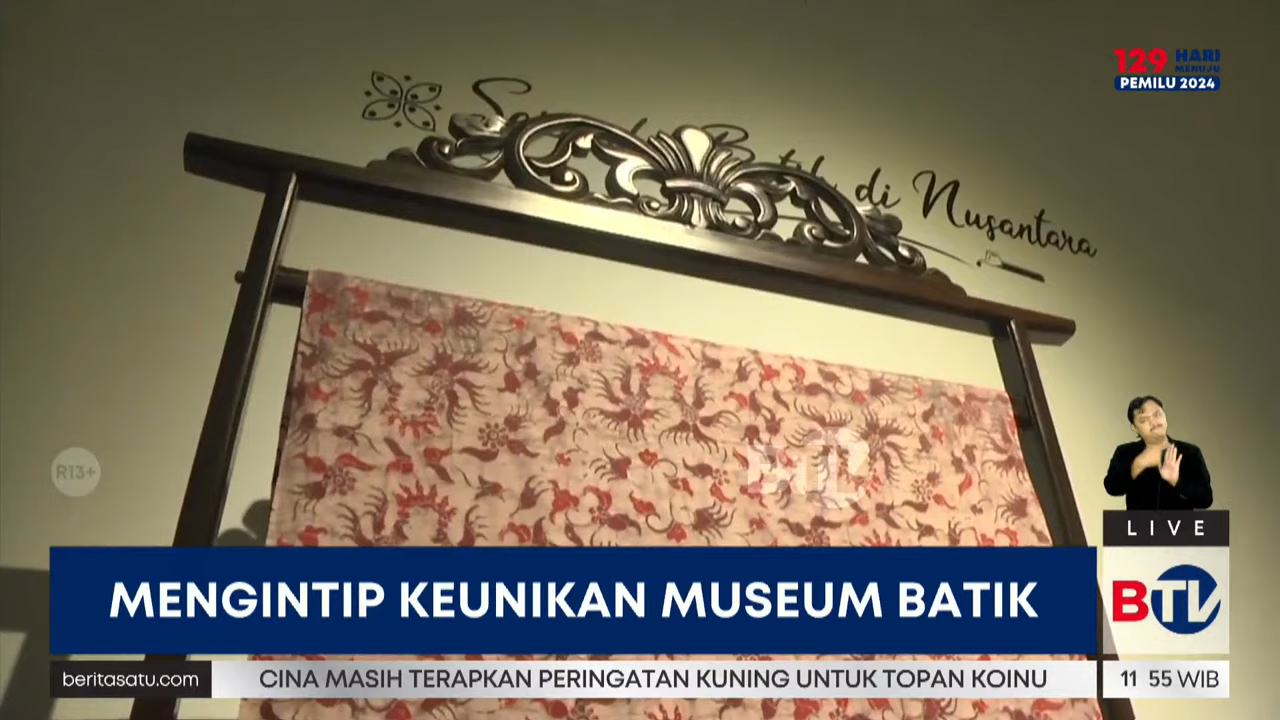 129 HARI
MENUJU
PEMILU 2024
di Nusantara
R13+
BTV
LIVE
MENGINTIP KEUNIKAN MUSEUM BATIK
BTV
beritasatu.com
CINA MASIH TERAPKAN PERINGATAN KUNING UNTUK TOPAN KOINU
11 55 WIB